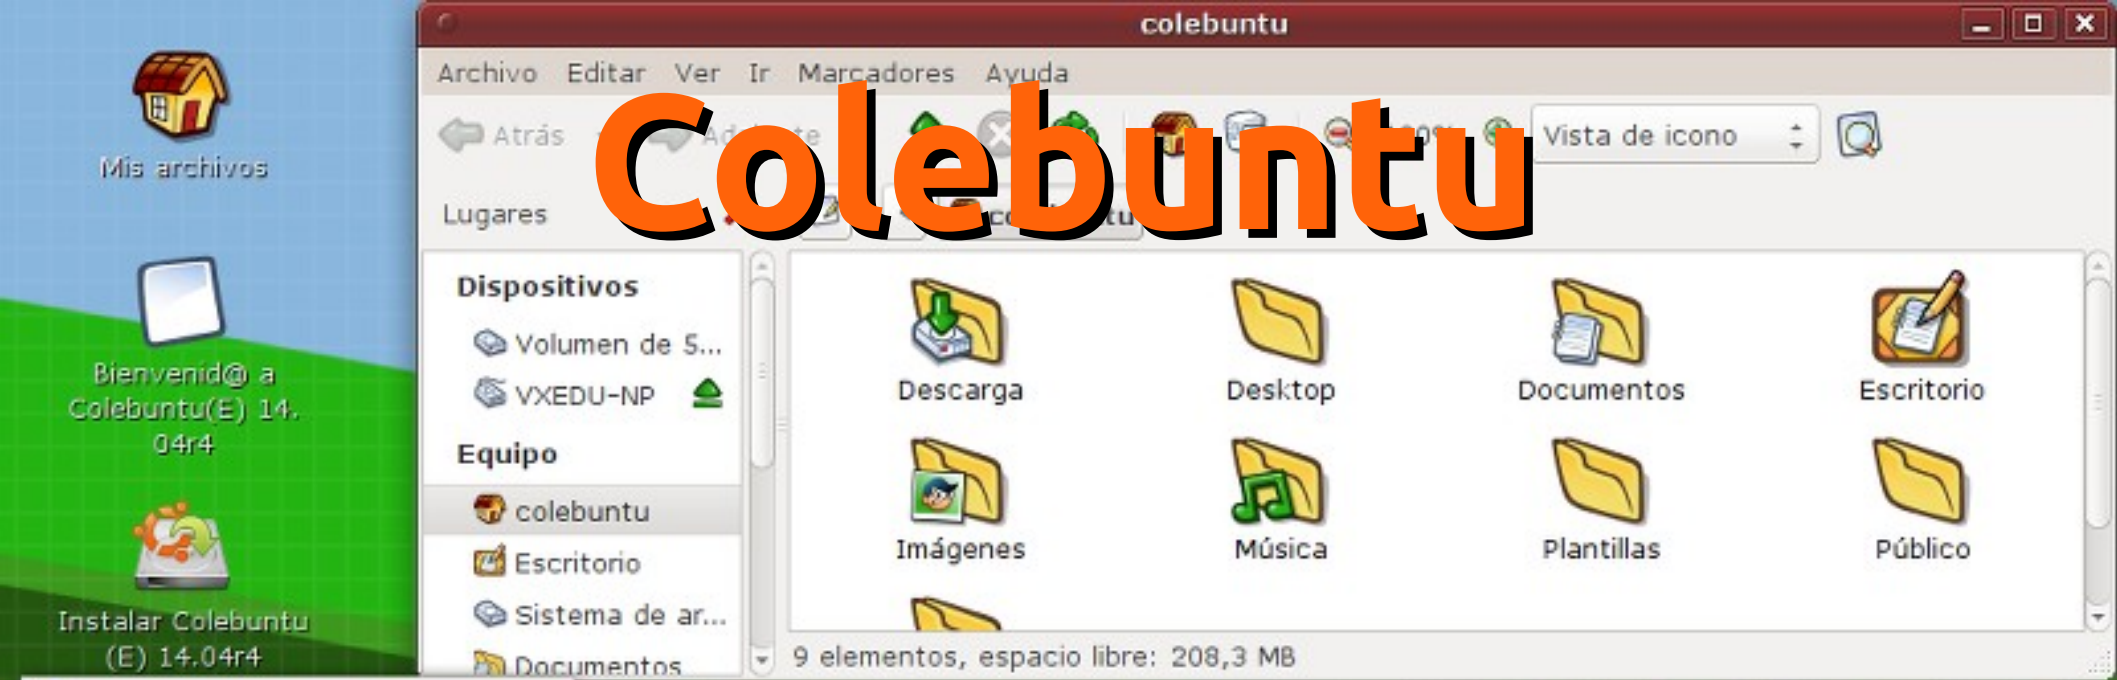 Mis archivos
Bienvenid@ a
Colebuntu(E) 14.
04r4
Instalar Colebuntu
(E) 14.04r4
colebuntu
Archivo Editar Ver Ir Marcadores Ayuda
Colebuntu
Atrás
Vista de icono
Lugares
Dispositivos
Volumen de 5...
VXEDU-NP
Equipo
colebuntu
Escritorio
Sistema de ar...
Documentos
Descarga Desktop Documentos Escritorio
Imágenes Música Plantillas Público
9 elementos, espacio libre: 208,3 MB